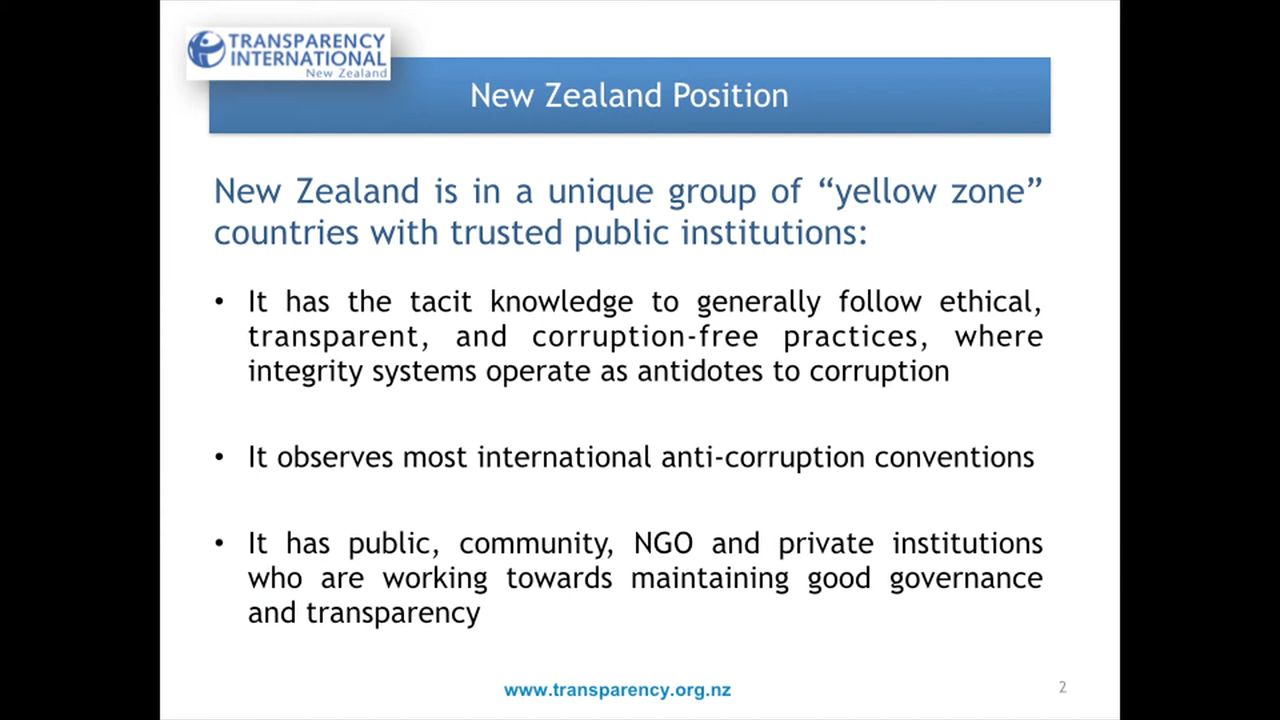 TRANSPARENCY
INTERNATIONAL
New Zealand
New Zealand Position
New Zealand is in a unique group of “yellow zone”
countries with trusted public institutions:
• It has the tacit knowledge to generally follow ethical,
transparent, and corruption-free practices, where
integrity systems operate as antidotes to corruption
• It observes most international anti-corruption conventions
• It has public, community, NGO and private institutions
who are working towards maintaining good governance
and transparency
www.transparency.org.nz
2